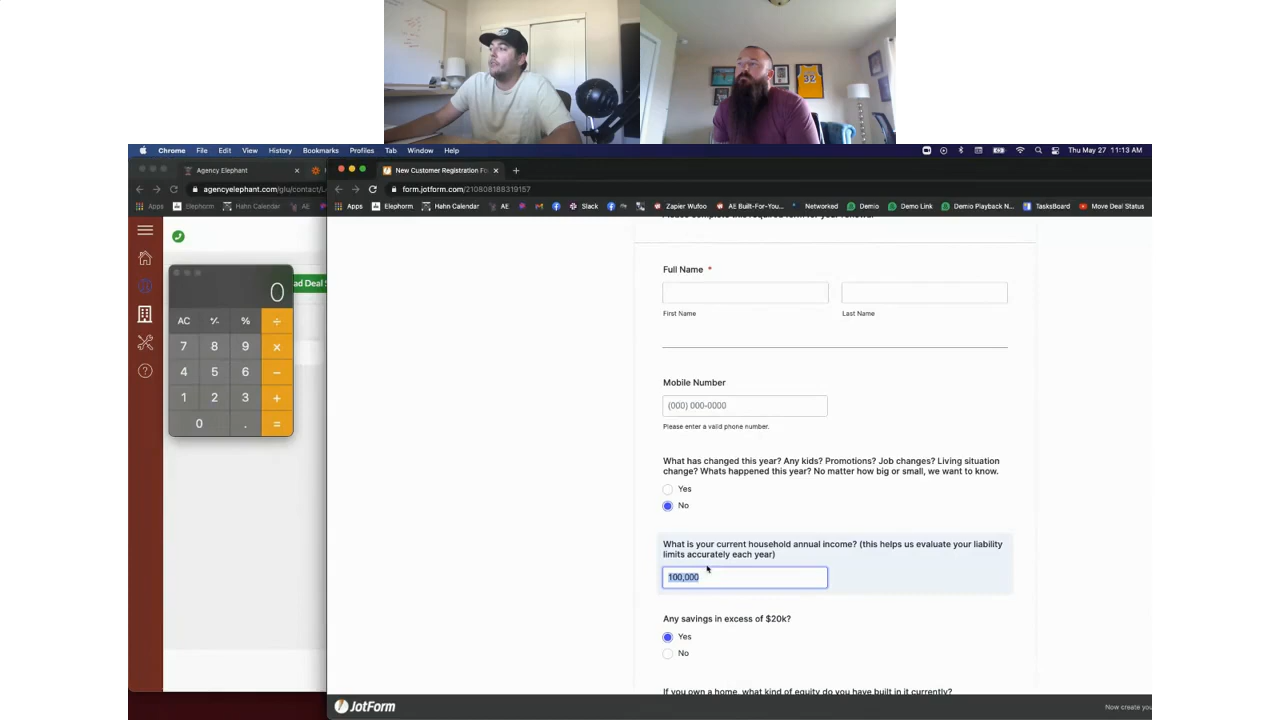 32
Chrome File Edit View History Bookmarks Profiles Tab Window Help Thu May 27 11:13 AM
Agency Elephant
New Customer Registration Fo
agencyelephant.com/glu/contact/
form.jotform.com/210808188319157
Apps Elephorm Hahn Calendar AE
Apps Elephorm Hahn Calendar AE Slack Zapier Wufoo AE Built-For-You... Networked Demio Demo Link Demio Playback N... TasksBoard Move Deal Status
ad Deal
0
AC +/- % ÷
7 8 9 ×
4 5 6 −
1 2 3 +
0 . =
Full Name *
First Name Last Name
Mobile Number
(000) 000-0000
Please enter a valid phone number.
What has changed this year? Any kids? Promotions? Job changes? Living situation
change? Whats happened this year? No matter how big or small, we want to know.
Yes
No
What is your current household annual income? (this helps us evaluate your liability
limits accurately each year)
100,000
Any savings in excess of $20k?
Yes
No
If you own a home, what kind of equity do you have built in it currently?
JotForm
Now create you